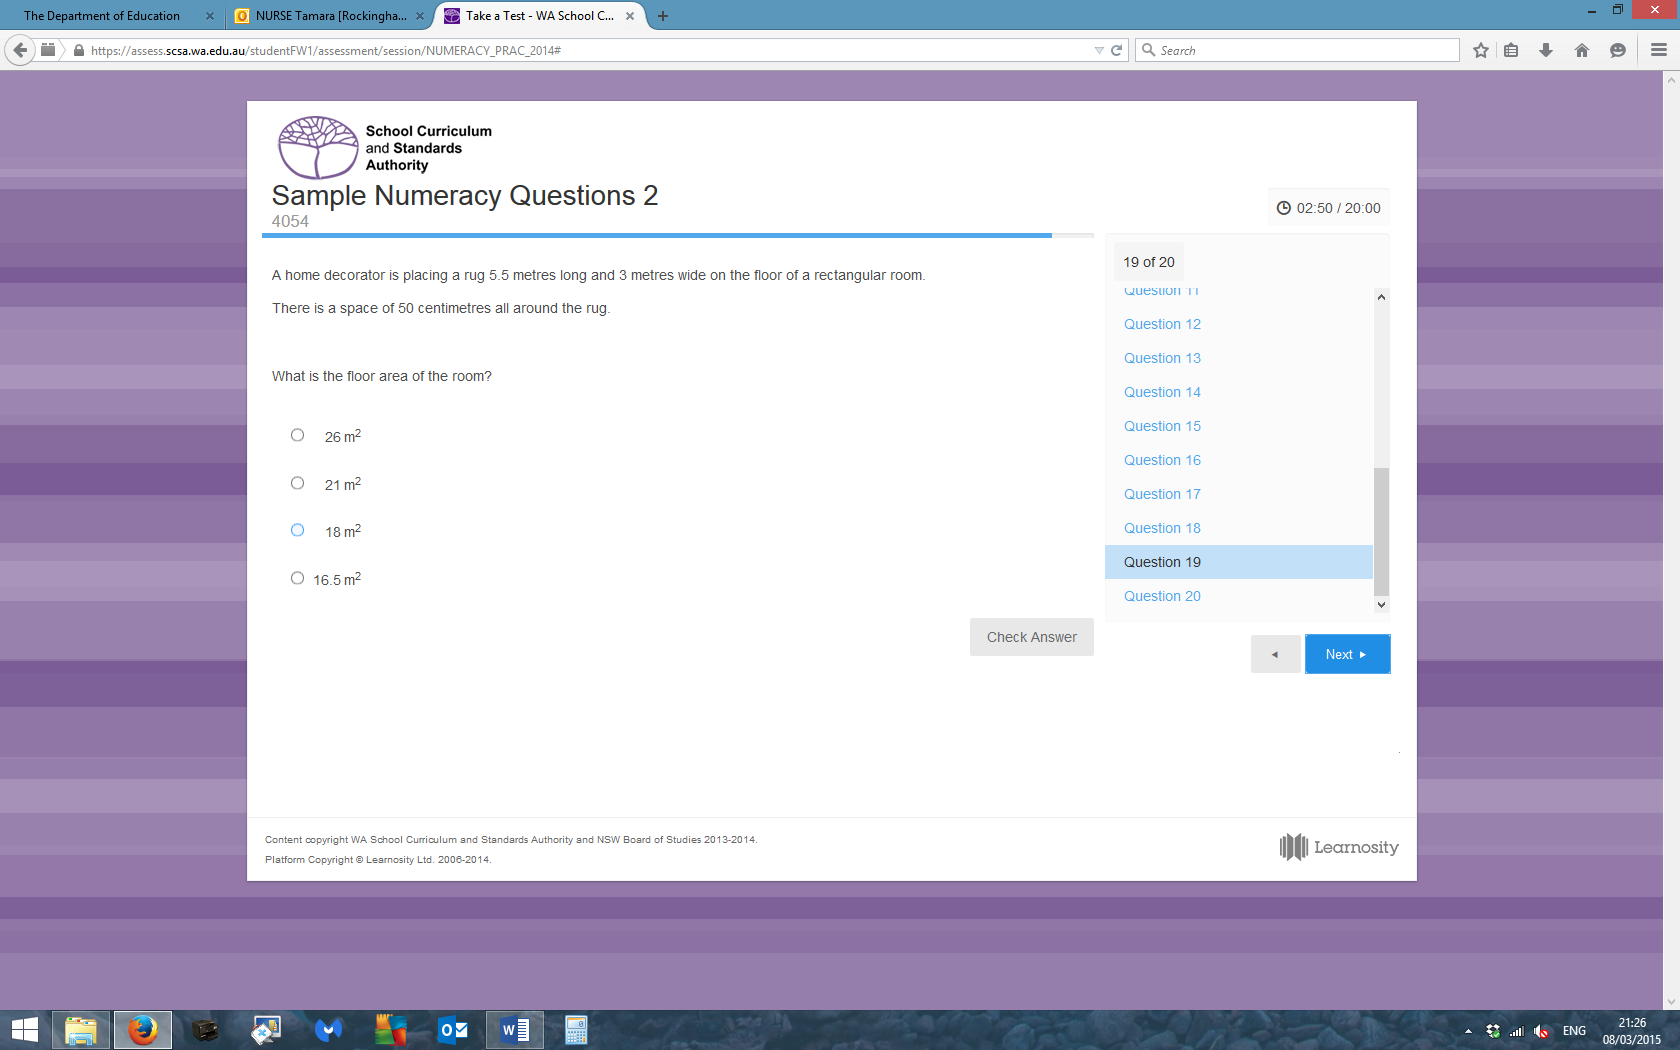 The Department of Education
NURSE Tamara [Rockingha...
Take a Test - WA School C...
https://assess.scsa.wa.edu.au/studentFW1/assessment/session/NUMERACY_PRAC_2014#
Search
School Curriculum
and Standards
Authority
Sample Numeracy Questions 2
4054
02:50 / 20:00
A home decorator is placing a rug 5.5 metres long and 3 metres wide on the floor of a rectangular room.
There is a space of 50 centimetres all around the rug.
What is the floor area of the room?
26 m²
21 m²
18 m²
16.5 m²
Check Answer
19 of 20
Question 11
Question 12
Question 13
Question 14
Question 15
Question 16
Question 17
Question 18
Question 19
Question 20
Next
Content copyright WA School Curriculum and Standards Authority and NSW Board of Studies 2013-2014.
Platform Copyright © Learnosity Ltd. 2006-2014.
Learnosity
ENG
21:26
08/03/2015